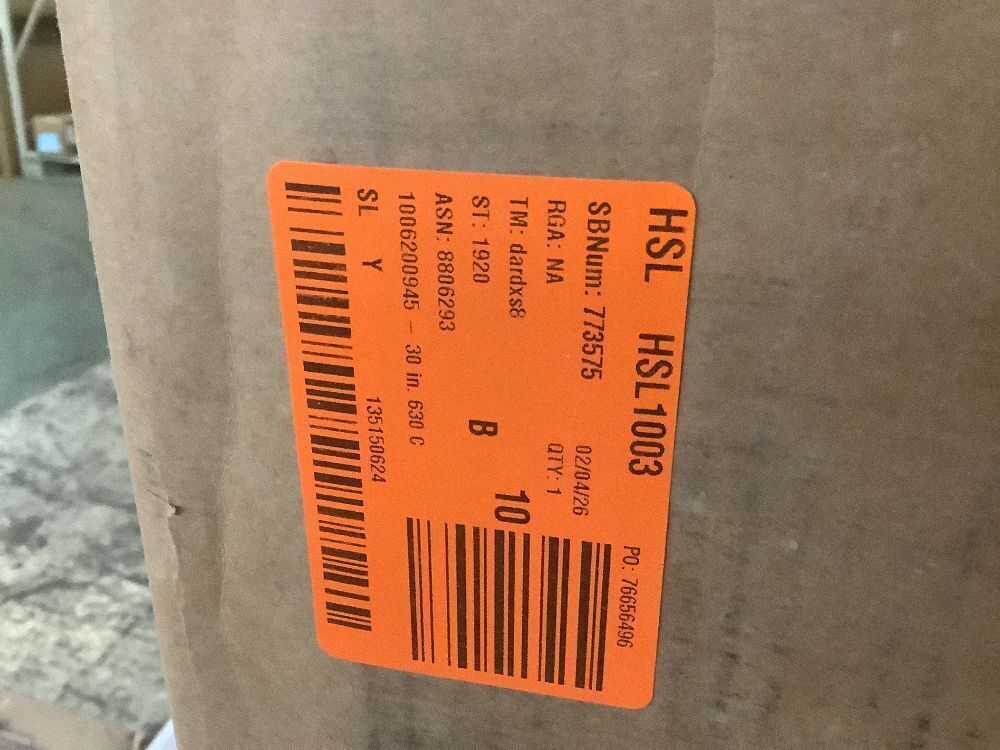 HSL HSL1003
PO: 76656496
SBNum: 773575 02/04/26
RGA: NA QTY: 1
TM: dardxs8 10
ST: 1920 B
ASN: 8806293
1006200945 - 30 in. 630 C
SL Y 135150624